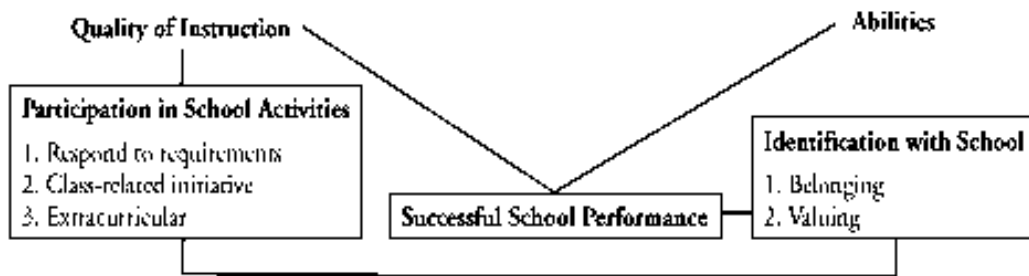 Quality of Instruction
Abilities
Participation in School Activities
1. Respond to requirements
2. Class-related initiative
3. Extracurricular
Successful School Performance
Identification with School
1. Belonging
2. Valuing